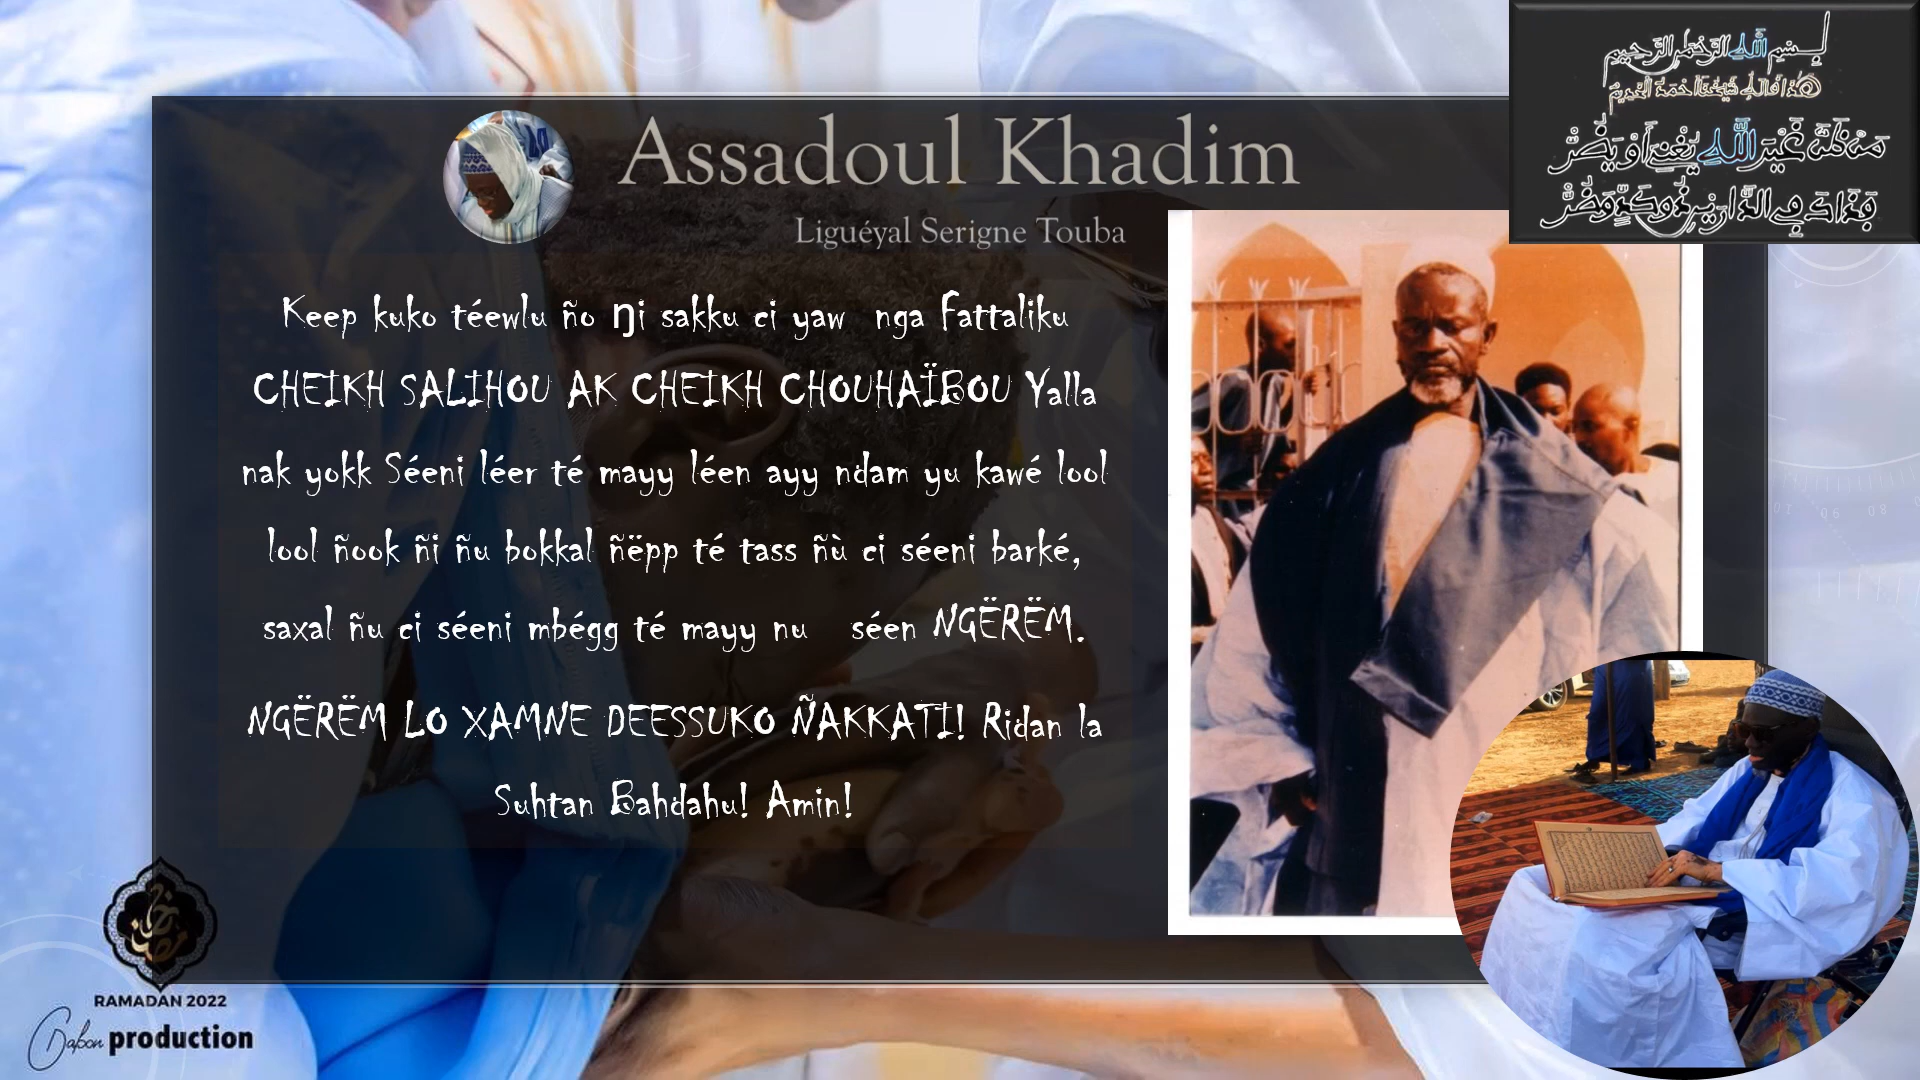 Assadoul Khadim
Liguéyal Serigne Touba
Keep kuko téewlu ño Ŋi sakku ci yaw nga Fattaliku
CHEIKH SALIHOU AK CHEIKH CHOUHAÏBOU Yalla
nak yokk Séeni léer té mayy léen ayy ndam yu kawé lool
lool ñook ñi ñu bokkal ñëpp té tass ñù ci séeni barké,
saxal ñu ci séeni mbégg té mayy nu séen NGËRËM.
NGËRËM LO XAMNE DEESSUKO ÑAKKATI! Ridan la
Suhtan Bahdahu! Amin!
بسم الله الرحمن الرحيم
مَنْ ظَنَّ غَيْرَ اللهِ يُغْنِي أَوْ يَضُرّْ
RAMADAN 2022
production